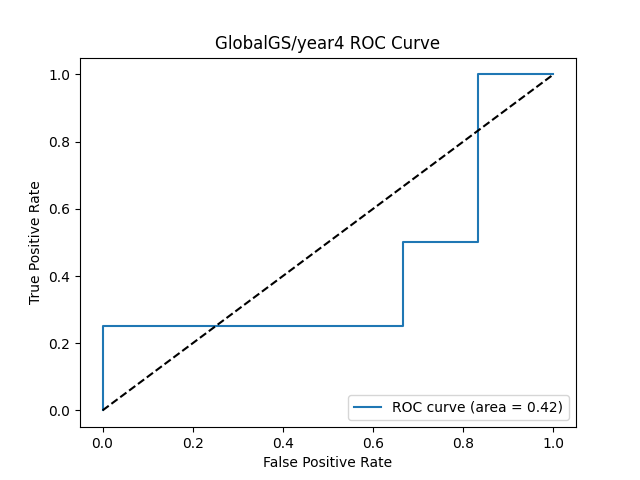 GlobalGS/year4 ROC Curve
1.0
0.8
0.6
0.4
0.2
0.0
True Positive Rate
ROC curve (area = 0.42)
0.0 0.2 0.4 0.6 0.8 1.0
False Positive Rate